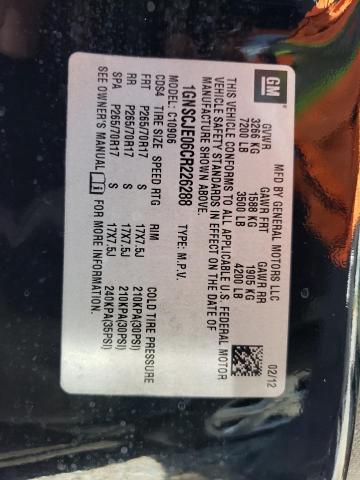 GM
MFD BY GENERAL MOTORS LLC 02/12
GVWR GAWR FRT GAWR RR
3266 KG 1588 KG 1905 KG
7200 LB 3500 LB 4200 LB
THIS VEHICLE CONFORMS TO ALL APPLICABLE U.S. FEDERAL MOTOR
VEHICLE SAFETY STANDARDS IN EFFECT ON THE DATE OF
MANUFACTURE SHOWN ABOVE.
1GNSCJE06CR226288 TYPE: M.P.V.
MODEL: C10906
CDS4 TIRE SIZE SPEED RTG RIM COLD TIRE PRESSURE
FRT P265/70R17 S 17X7.5J 210KPA(30PSI)
RR P265/70R17 S 17X7.5J 210KPA(30PSI)
SPA P265/70R17 S 17X7.5J 240KPA(35PSI)
SEE OWNER'S MANUAL FOR MORE INFORMATION.